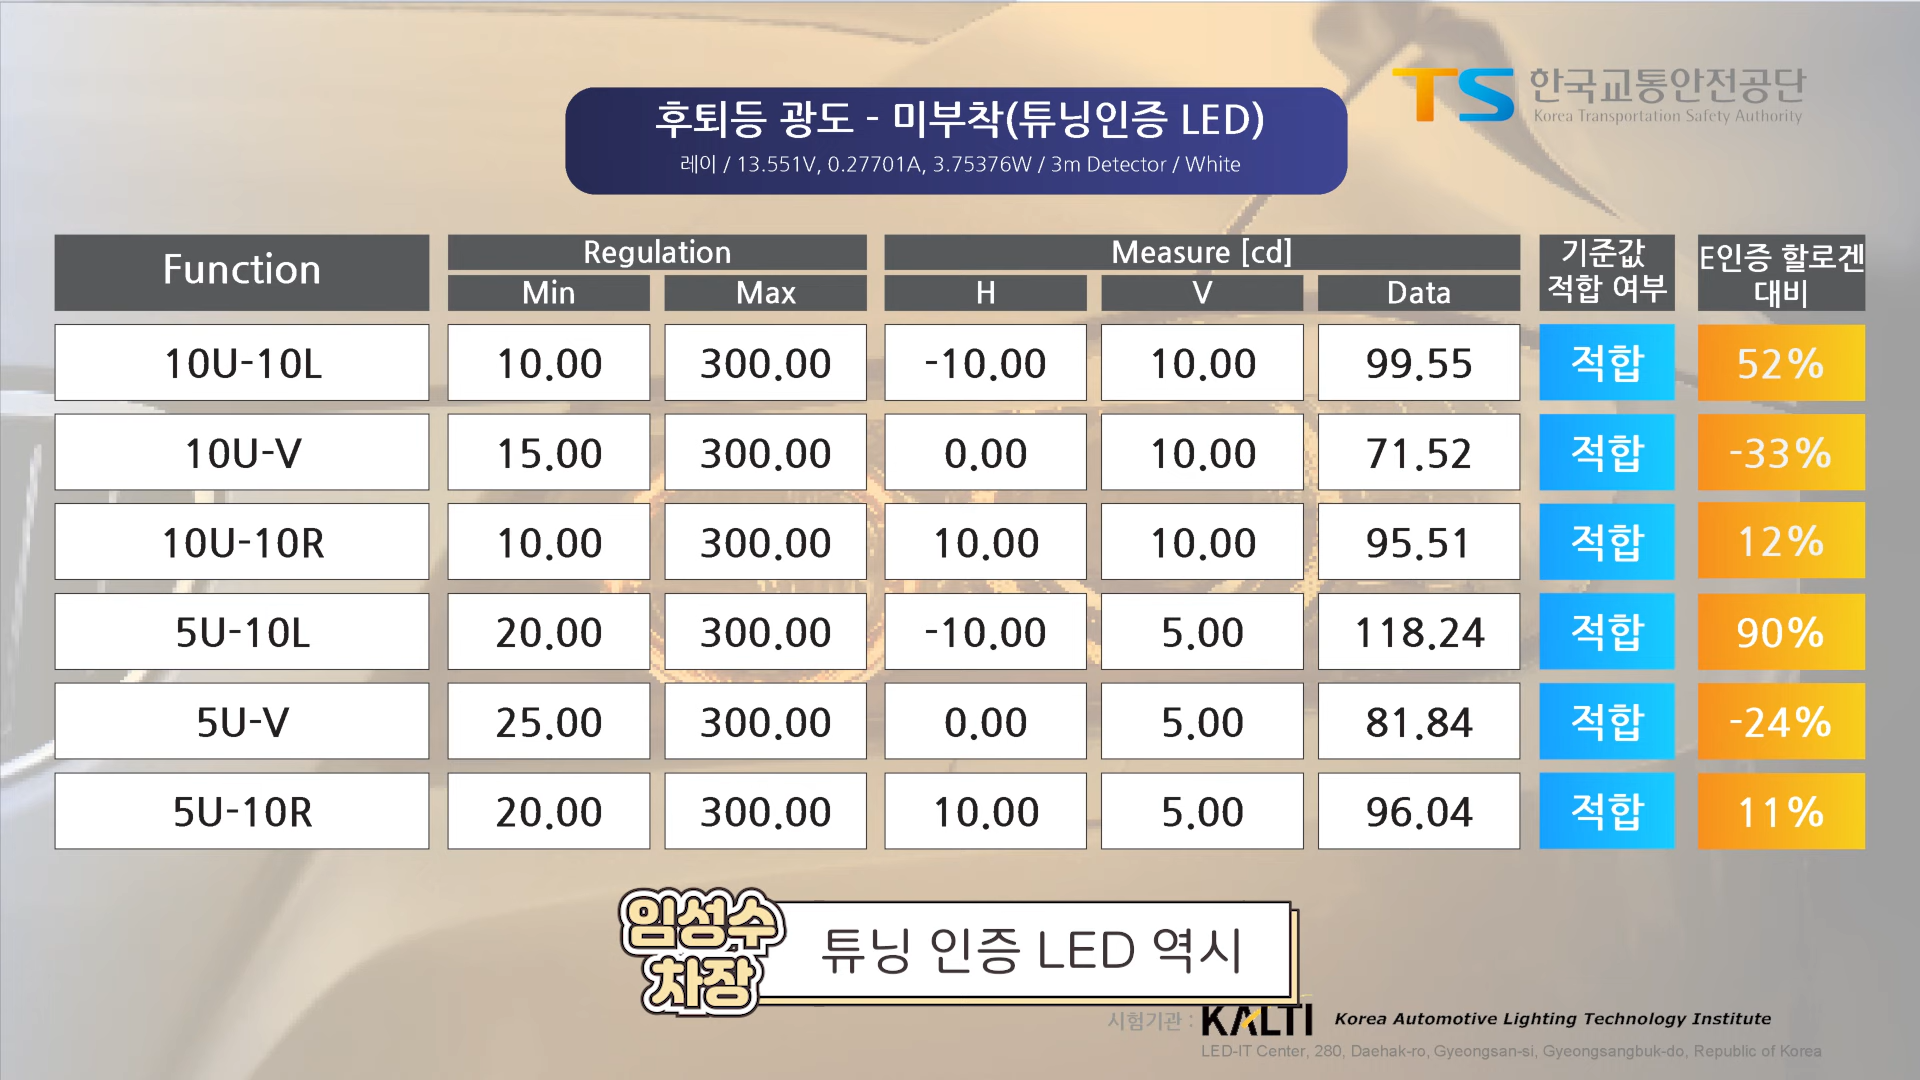 TS 한국교통안전공단
Korea Transportation Safety Authority
후퇴등 광도 - 미부착(튜닝인증 LED)
레이 / 13.551V, 0.27701A, 3.75376W / 3m Detector / White
Function Regulation Measure [cd] 기준값 적합 여부 E인증 할로겐 대비
Min Max H V Data
10U-10L 10.00 300.00 -10.00 10.00 99.55 적합 52%
10U-V 15.00 300.00 0.00 10.00 71.52 적합 -33%
10U-10R 10.00 300.00 10.00 10.00 95.51 적합 12%
5U-10L 20.00 300.00 -10.00 5.00 118.24 적합 90%
5U-V 25.00 300.00 0.00 5.00 81.84 적합 -24%
5U-10R 20.00 300.00 10.00 5.00 96.04 적합 11%
임성수
차장
튜닝 인증 LED 역시
시험기관 : KALTI Korea Automotive Lighting Technology Institute
LED-IT Center, 280, Daehak-ro, Gyeongsan-si, Gyeongsangbuk-do, Republic of Korea